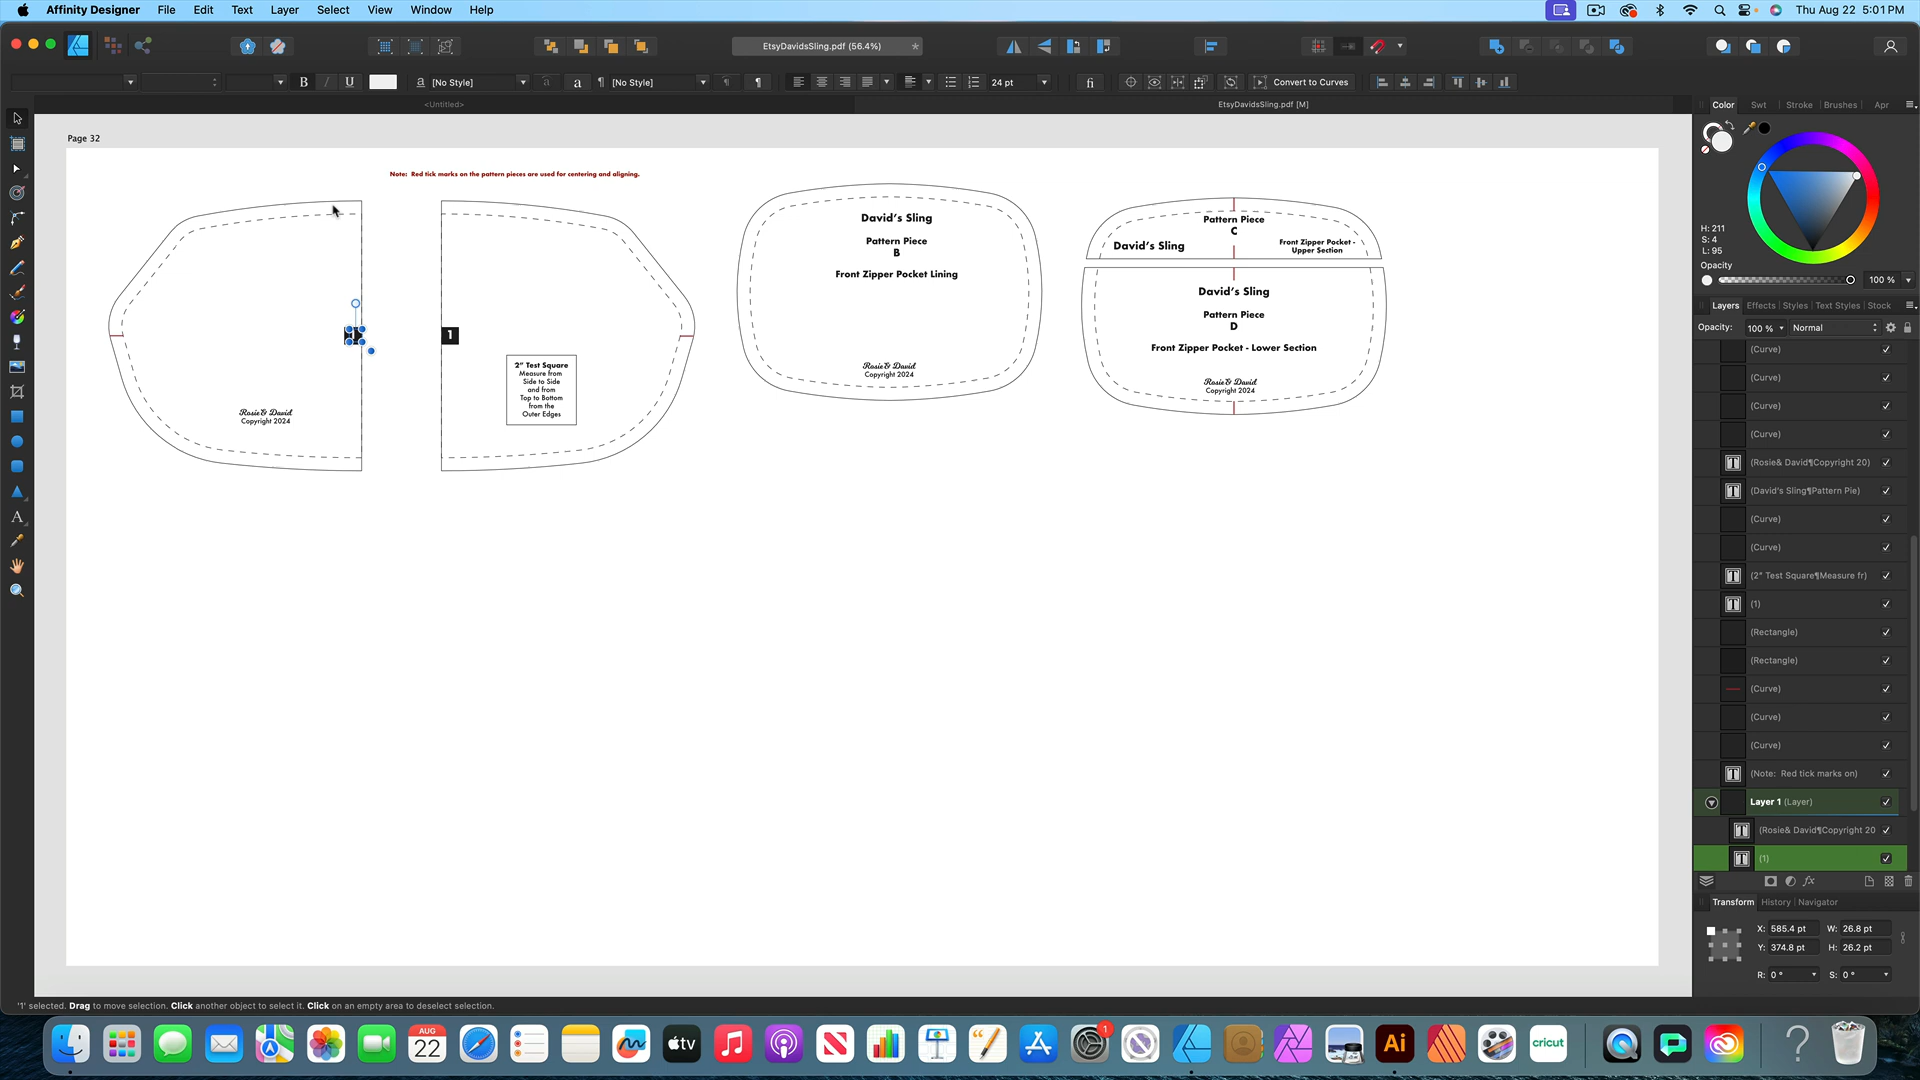 Affinity Designer File Edit Text Layer Select View Window Help
Thu Aug 22 5:01 PM
EtsyDavidsSling.pdf (56.4%)
B I U a [No Style] a a ¶ [No Style] ¶ ¶ 24 pt fi Convert to Curves
<Untitled> EtsyDavidsSling.pdf [M]
Color Swt Stroke Brushes Apr
Page 32
Note: Red tick marks on the pattern pieces are used for centering and aligning.
1
2" Test Square
Measure from
Side to Side
and from
Top to Bottom
from the
Outer Edges
Rosie & David
Copyright 2024
David's Sling
Pattern Piece
B
Front Zipper Pocket Lining
Rosie & David
Copyright 2024
Pattern Piece
C
David's Sling
Front Zipper Pocket -
Upper Section
David's Sling
Pattern Piece
D
Front Zipper Pocket - Lower Section
Rosie & David
Copyright 2024
H: 211
S: 4
L: 95
Opacity
100 %
Layers Effects Styles Text Styles Stock
Opacity: 100 % Normal
(Curve)
(Curve)
(Curve)
(Curve)
T (Rosie& David¶Copyright 20)
T (David's Sling¶Pattern Pie)
(Curve)
(Curve)
T (2" Test Square¶Measure fr)
T (1)
(Rectangle)
(Rectangle)
(Curve)
(Curve)
(Curve)
T (Note: Red tick marks on)
Layer 1 (Layer)
T (Rosie& David¶Copyright 20
T (1)
fx
Transform History Navigator
X: 585.4 pt W: 26.8 pt
Y: 374.8 pt H: 26.2 pt
R: 0 ° S: 0 °
'1' selected. Drag to move selection. Click another object to select it. Click on an empty area to deselect selection.
AUG
22
tv
1
Ai
cricut